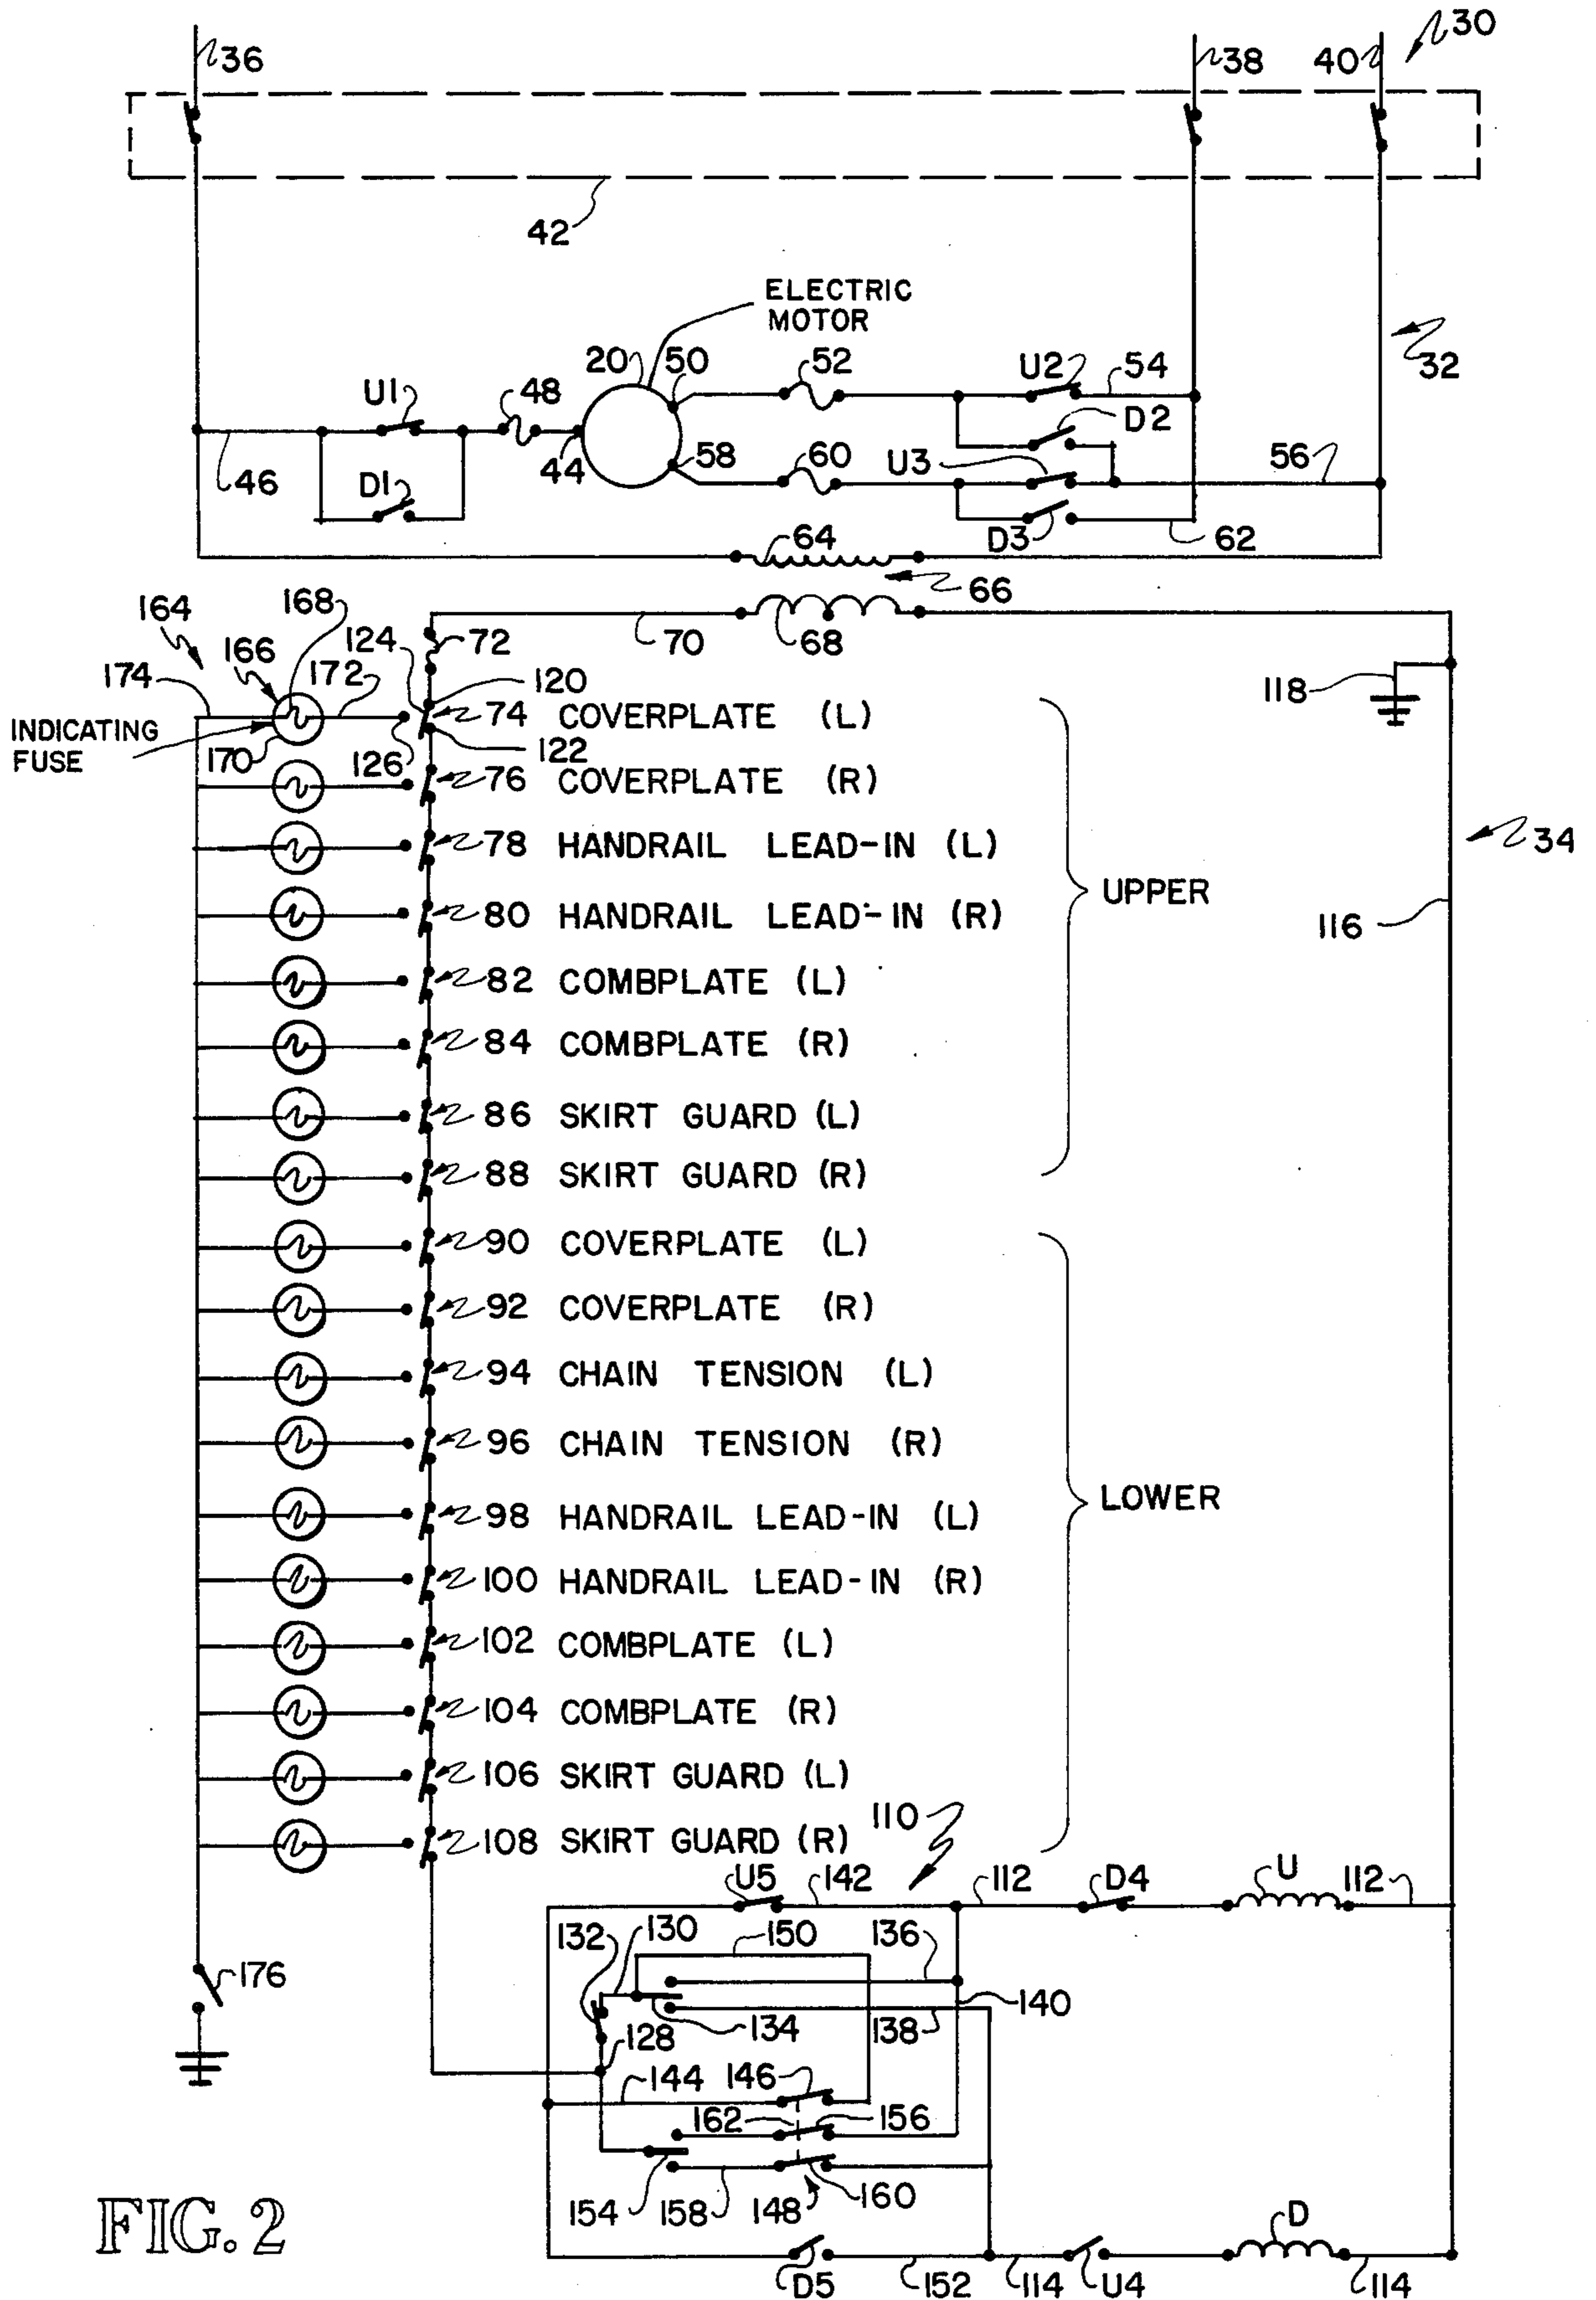 36
38
40
30
42
ELECTRIC
MOTOR
20
50
52
U2
54
32
U1
48
D2
44
58
60
U3
56
46
D1
D3
62
64
66
164
168
124
72
70
68
166
172
174
120
118
74 COVERPLATE (L)
INDICATING
FUSE
170
126
122
76 COVERPLATE (R)
78 HANDRAIL LEAD-IN (L)
34
80 HANDRAIL LEAD-IN (R)
UPPER
116
82 COMBPLATE (L)
84 COMBPLATE (R)
86 SKIRT GUARD (L)
88 SKIRT GUARD (R)
90 COVERPLATE (L)
92 COVERPLATE (R)
94 CHAIN TENSION (L)
96 CHAIN TENSION (R)
LOWER
98 HANDRAIL LEAD-IN (L)
100 HANDRAIL LEAD-IN (R)
102 COMBPLATE (L)
104 COMBPLATE (R)
106 SKIRT GUARD (L)
110
108 SKIRT GUARD (R)
U5
142
112
D4
U
112
132
130
150
136
176
140
134
138
128
144
146
162
156
154
158
148
160
FIG. 2
D
D5
152
114
U4
114